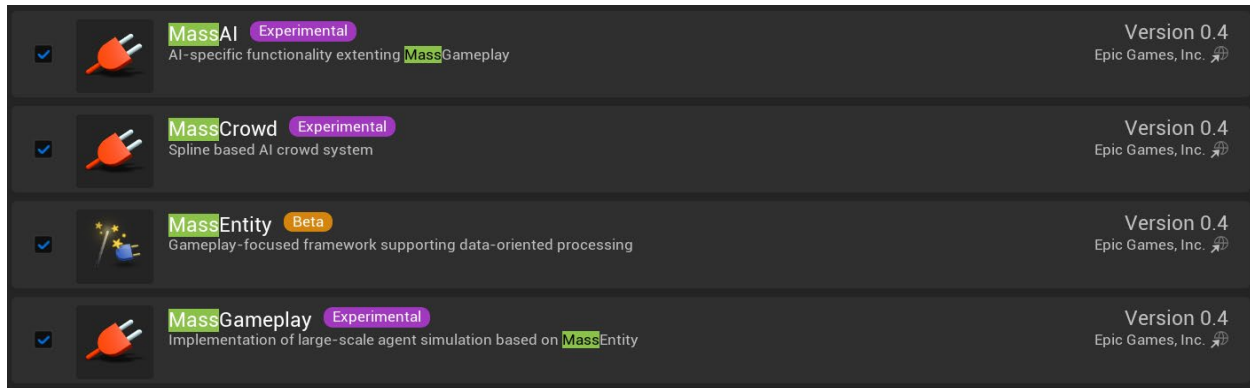 MassAI Experimental Version 0.4
AI-specific functionality extenting MassGameplay Epic Games, Inc.
MassCrowd Experimental Version 0.4
Spline based AI crowd system Epic Games, Inc.
MassEntity Beta Version 0.4
Gameplay-focused framework supporting data-oriented processing Epic Games, Inc.
MassGameplay Experimental Version 0.4
Implementation of large-scale agent simulation based on MassEntity Epic Games, Inc.